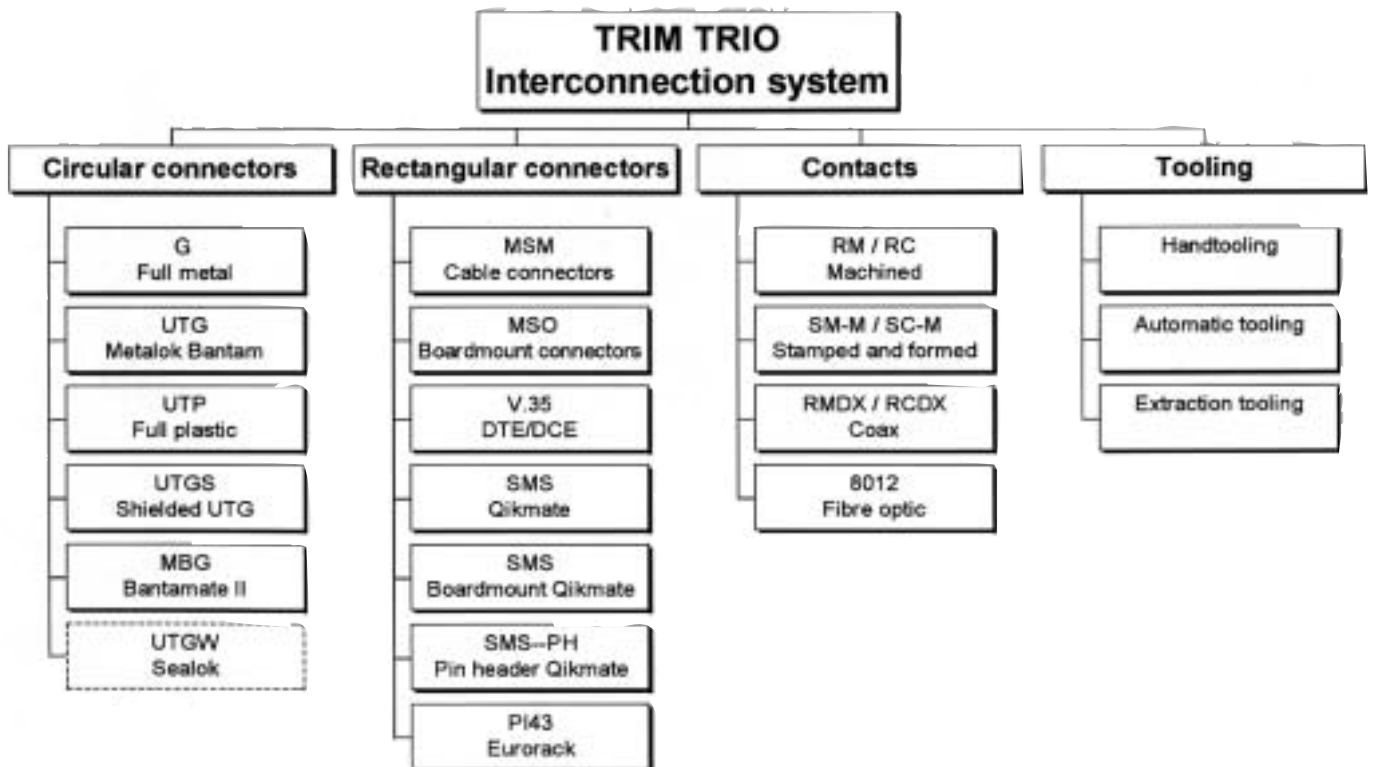 TRIM TRIO
Interconnection system
Circular connectors
G
Full metal
UTG
Metalok Bantam
UTP
Full plastic
UTGS
Shielded UTG
MBG
Bantamate II
UTGW
Sealok
Rectangular connectors
MSM
Cable connectors
MSO
Boardmount connectors
V.35
DTE/DCE
SMS
Qikmate
SMS
Boardmount Qikmate
SMS--PH
Pin header Qikmate
PI43
Eurorack
Contacts
RM / RC
Machined
SM-M / SC-M
Stamped and formed
RMDX / RCDX
Coax
8012
Fibre optic
Tooling
Handtooling
Automatic tooling
Extraction tooling